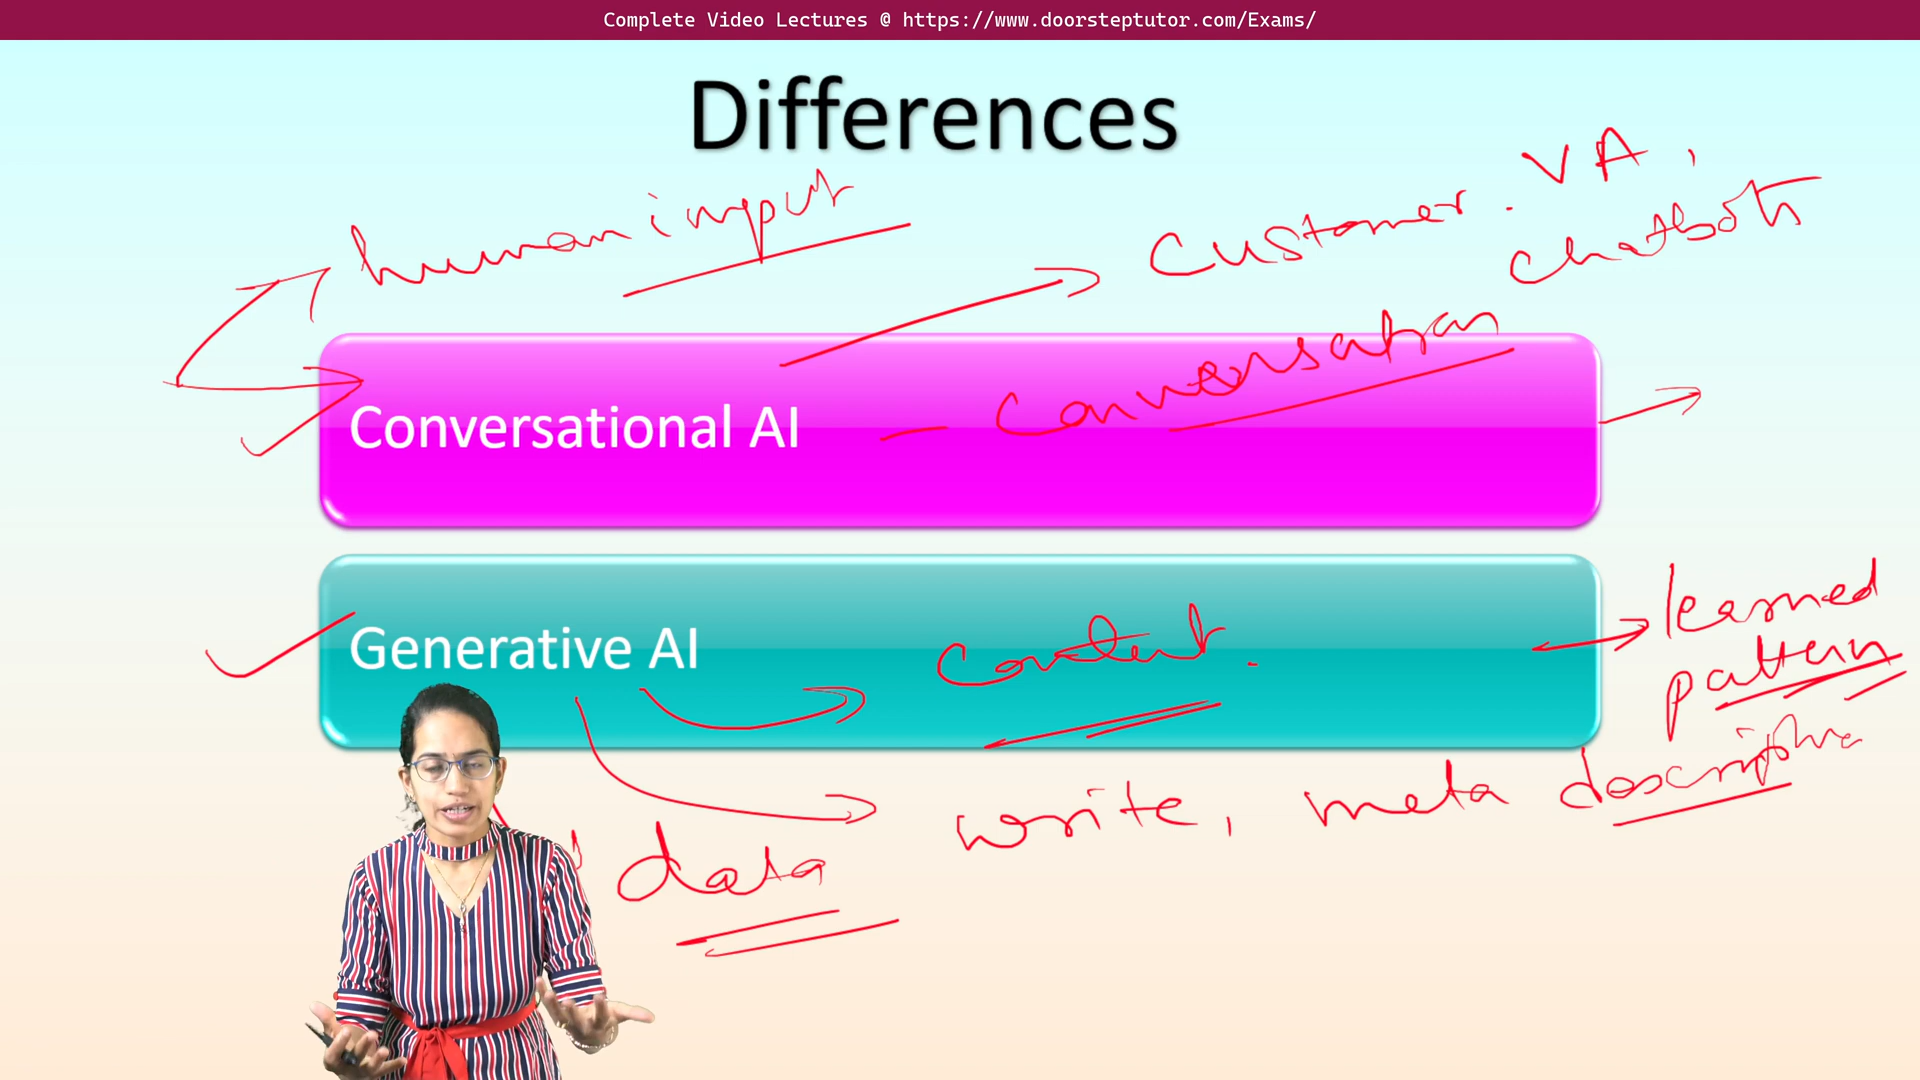 Complete Video Lectures @ https://www.doorsteptutor.com/Exams/
Differences
human input
Customer. VA,
chatbots
Conversational AI - Conversation
Generative AI
content.
learned
pattern
write, meta descriptive
data